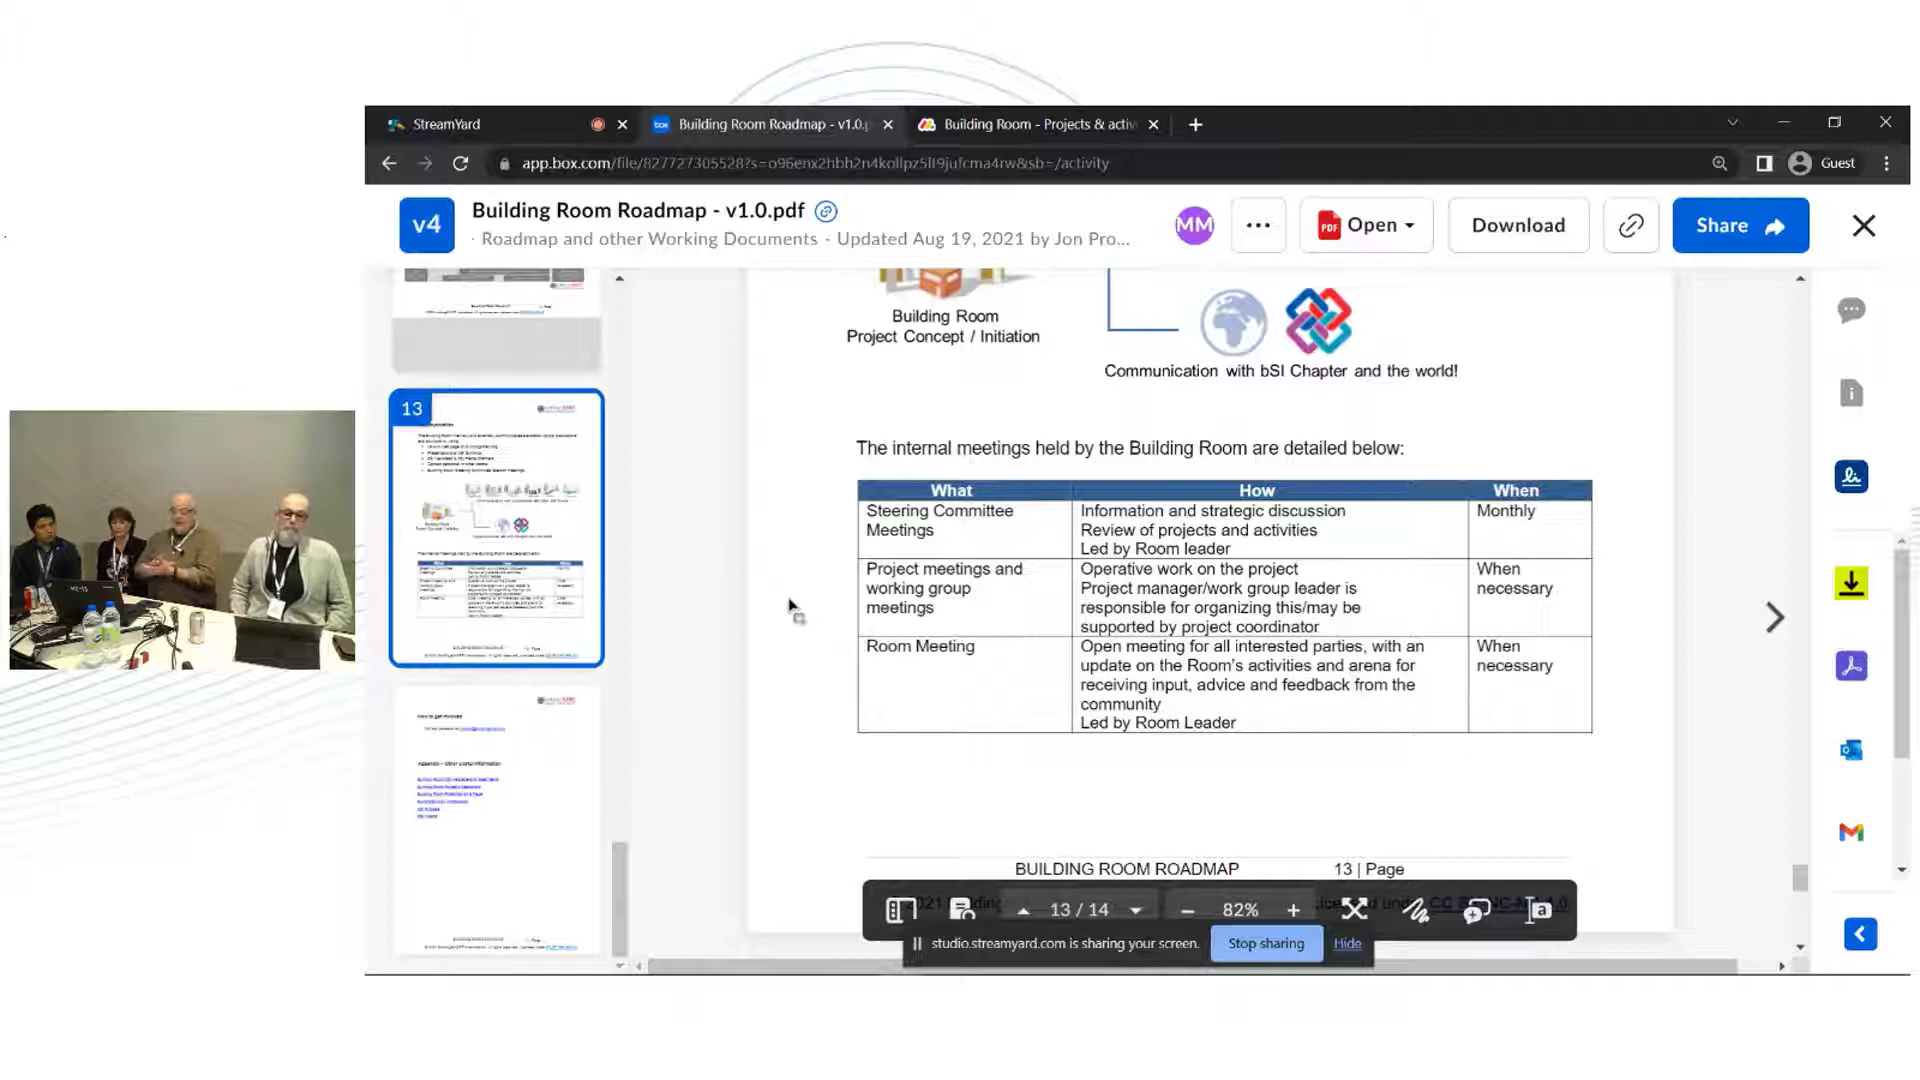 StreamYard
Building Room Roadmap - v1.0.p
Building Room - Projects & activ
app.box.com/file/827727305528?s=o96enx2hbh2n4kollpz5lI9jufcma4rw&sb=/activity
Guest
v4
Building Room Roadmap - v1.0.pdf
· Roadmap and other Working Documents - Updated Aug 19, 2021 by Jon Pro...
MM
PDF
Open
Download
Share
13
Building Room
Project Concept / Initiation
Communication with bSI Chapter and the world!
The internal meetings held by the Building Room are detailed below:
What How When
Steering Committee Meetings
Information and strategic discussion
Review of projects and activities
Led by Room leader
Monthly
Project meetings and
working group
meetings
Operative work on the project
Project manager/work group leader is
responsible for organizing this/may be
supported by project coordinator
When
necessary
Room Meeting
Open meeting for all interested parties, with an
update on the Room's activities and arena for
receiving input, advice and feedback from the
community
Led by Room Leader
When
necessary
BUILDING ROOM ROADMAP 13 | Page
13 / 14
82%
studio.streamyard.com is sharing your screen.
Stop sharing
Hide